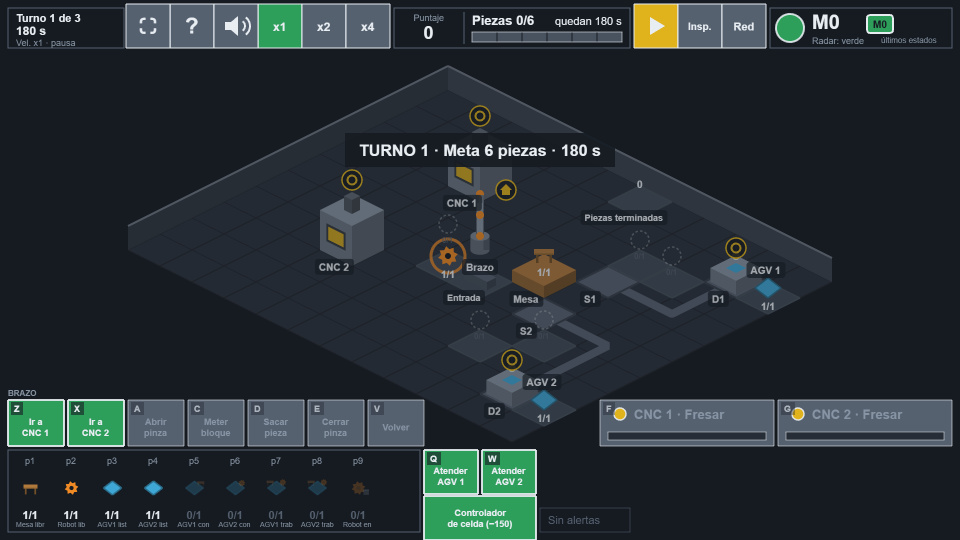 Turno 1 de 3
180 s
Vel. x1 · pausa
?
x1
x2
x4
Puntaje
0
Piezas 0/6
quedan 180 s
Insp.
Red
M0
Radar: verde
M0
últimos estados
TURNO 1 · Meta 6 piezas · 180 s
CNC 1
0
Piezas terminadas
CNC 2
1/1
Brazo
Entrada
1/1
Mesa
S1
AGV 1
D1
1/1
S2
AGV 2
D2
1/1
BRAZO
Z
Ir a
CNC 1
X
Ir a
CNC 2
A
Abrir
pinza
C
Meter
bloque
D
Sacar
pieza
E
Cerrar
pinza
V
Volver
F
CNC 1 · Fresar
G
CNC 2 · Fresar
p1
p2
p3
p4
p5
p6
p7
p8
p9
1/1
1/1
1/1
1/1
0/1
0/1
0/1
0/1
0/1
Mesa libr
Robot lib
AGV1 list
AGV2 list
AGV1 con
AGV2 con
AGV1 trab
AGV2 trab
Robot en
Q
Atender
AGV 1
W
Atender
AGV 2
Controlador
de celda (−150)
Sin alertas